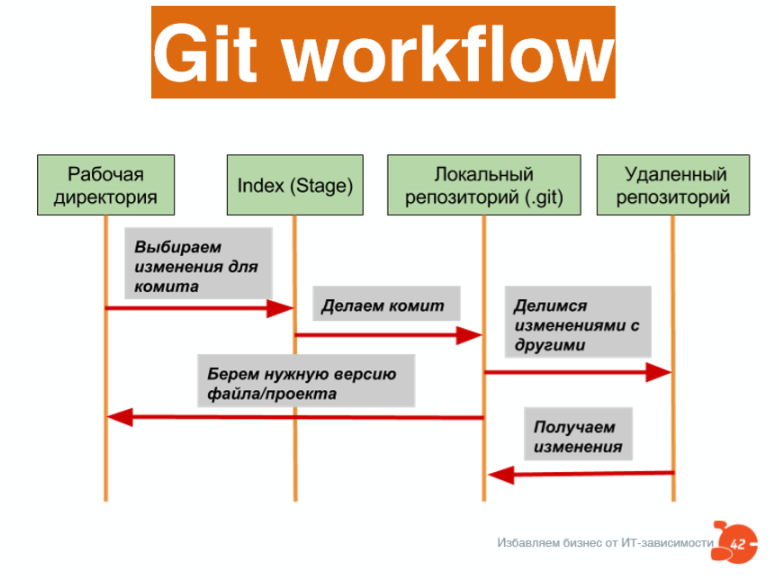 Git workflow
Рабочая
директория
Index (Stage)
Локальный
репозиторий (.git)
Удаленный
репозиторий
Выбираем
изменения для
комита
Делаем комит
Делимся
изменениями с
другими
Берем нужную версию
файла/проекта
Получаем
изменения
Избавляем бизнес от ИТ-зависимости
42